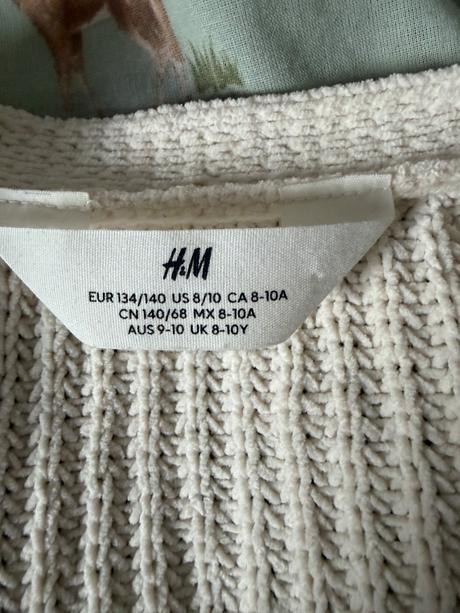 H&M
EUR 134/140 US 8/10 CA 8-10A
CN 140/68 MX 8-10A
AUS 9-10 UK 8-10Y